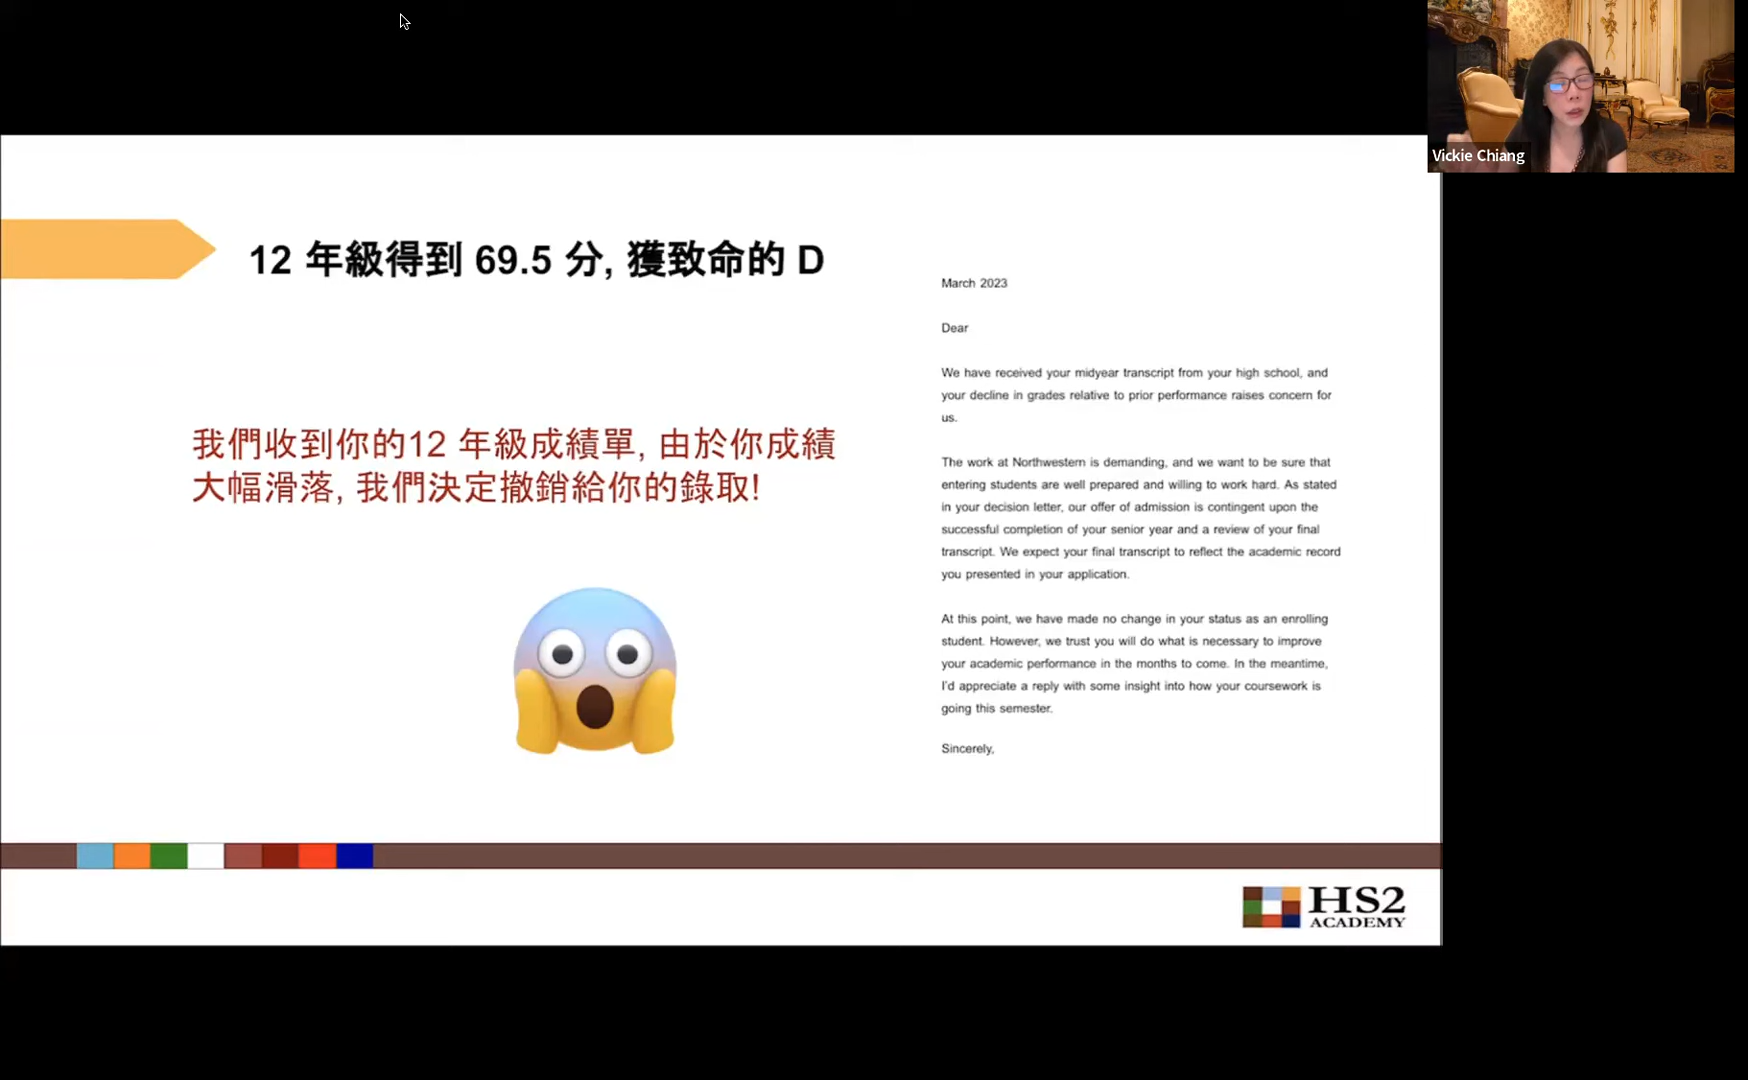 Vickie Chiang
12 年級得到 69.5 分, 獲致命的 D
我們收到你的12 年級成績單, 由於你成績
大幅滑落, 我們決定撤銷給你的錄取!
March 2023
Dear
We have received your midyear transcript from your high school, and
your decline in grades relative to prior performance raises concern for
us.
The work at Northwestern is demanding, and we want to be sure that
entering students are well prepared and willing to work hard. As stated
in your decision letter, our offer of admission is contingent upon the
successful completion of your senior year and a review of your final
transcript. We expect your final transcript to reflect the academic record
you presented in your application.
At this point, we have made no change in your status as an enrolling
student. However, we trust you will do what is necessary to improve
your academic performance in the months to come. In the meantime,
I'd appreciate a reply with some insight into how your coursework is
going this semester.
Sincerely,
HS2
ACADEMY